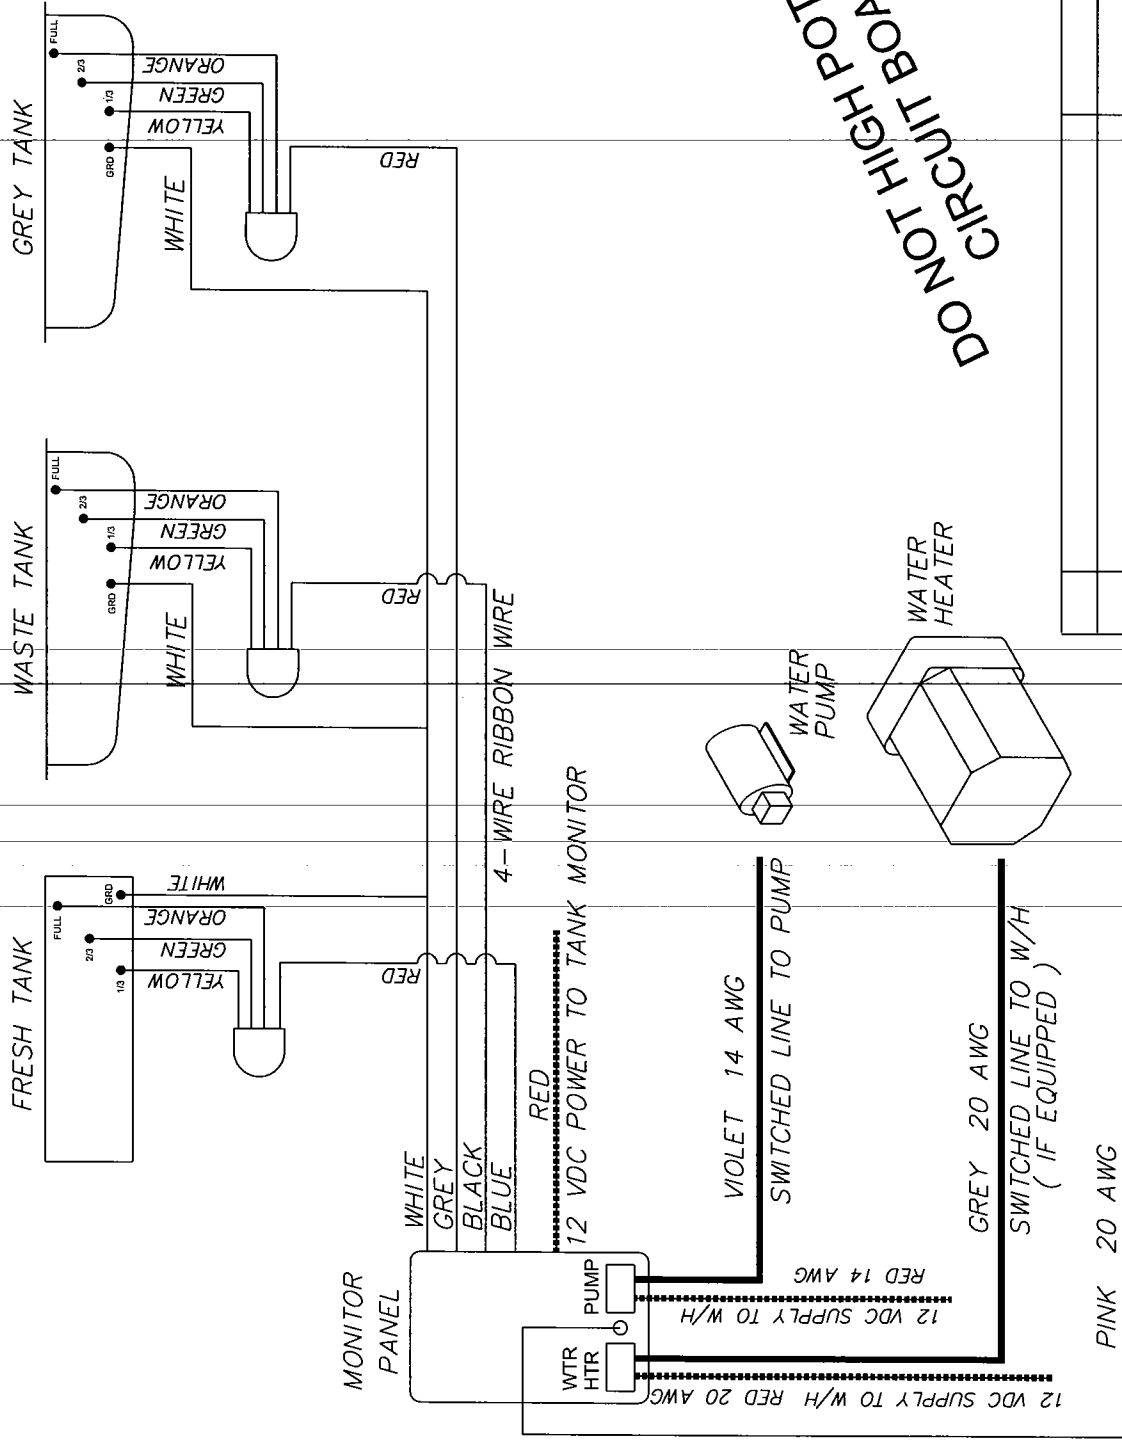 FRESH TANK
FULL
2/3
1/3
GRD
WHITE
ORANGE
GREEN
YELLOW
RED
WASTE TANK
FULL
2/3
1/3
GRD
ORANGE
GREEN
YELLOW
WHITE
RED
GREY TANK
FULL
2/3
1/3
GRD
ORANGE
GREEN
YELLOW
WHITE
RED
MONITOR
PANEL
WHITE
GREY
BLACK
BLUE
4-WIRE RIBBON WIRE
RED
12 VDC POWER TO TANK MONITOR
WTR
HTR
PUMP
VIOLET 14 AWG
SWITCHED LINE TO PUMP
WATER
PUMP
RED 14 AWG
12 VDC SUPPLY TO W/H
GREY 20 AWG
SWITCHED LINE TO W/H
( IF EQUIPPED )
WATER
HEATER
12 VDC SUPPLY TO W/H RED 20 AWG
PINK 20 AWG
DO NOT HIGH POT
CIRCUIT BOA